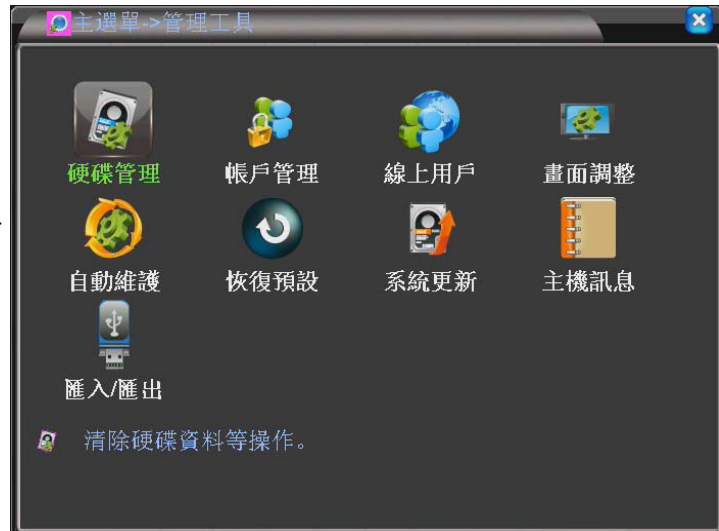 主選單->管理工具
硬碟管理 帳戶管理 線上用戶 畫面調整
自動維護 恢復預設 系統更新 主機訊息
匯入/匯出
清除硬碟資料等操作。